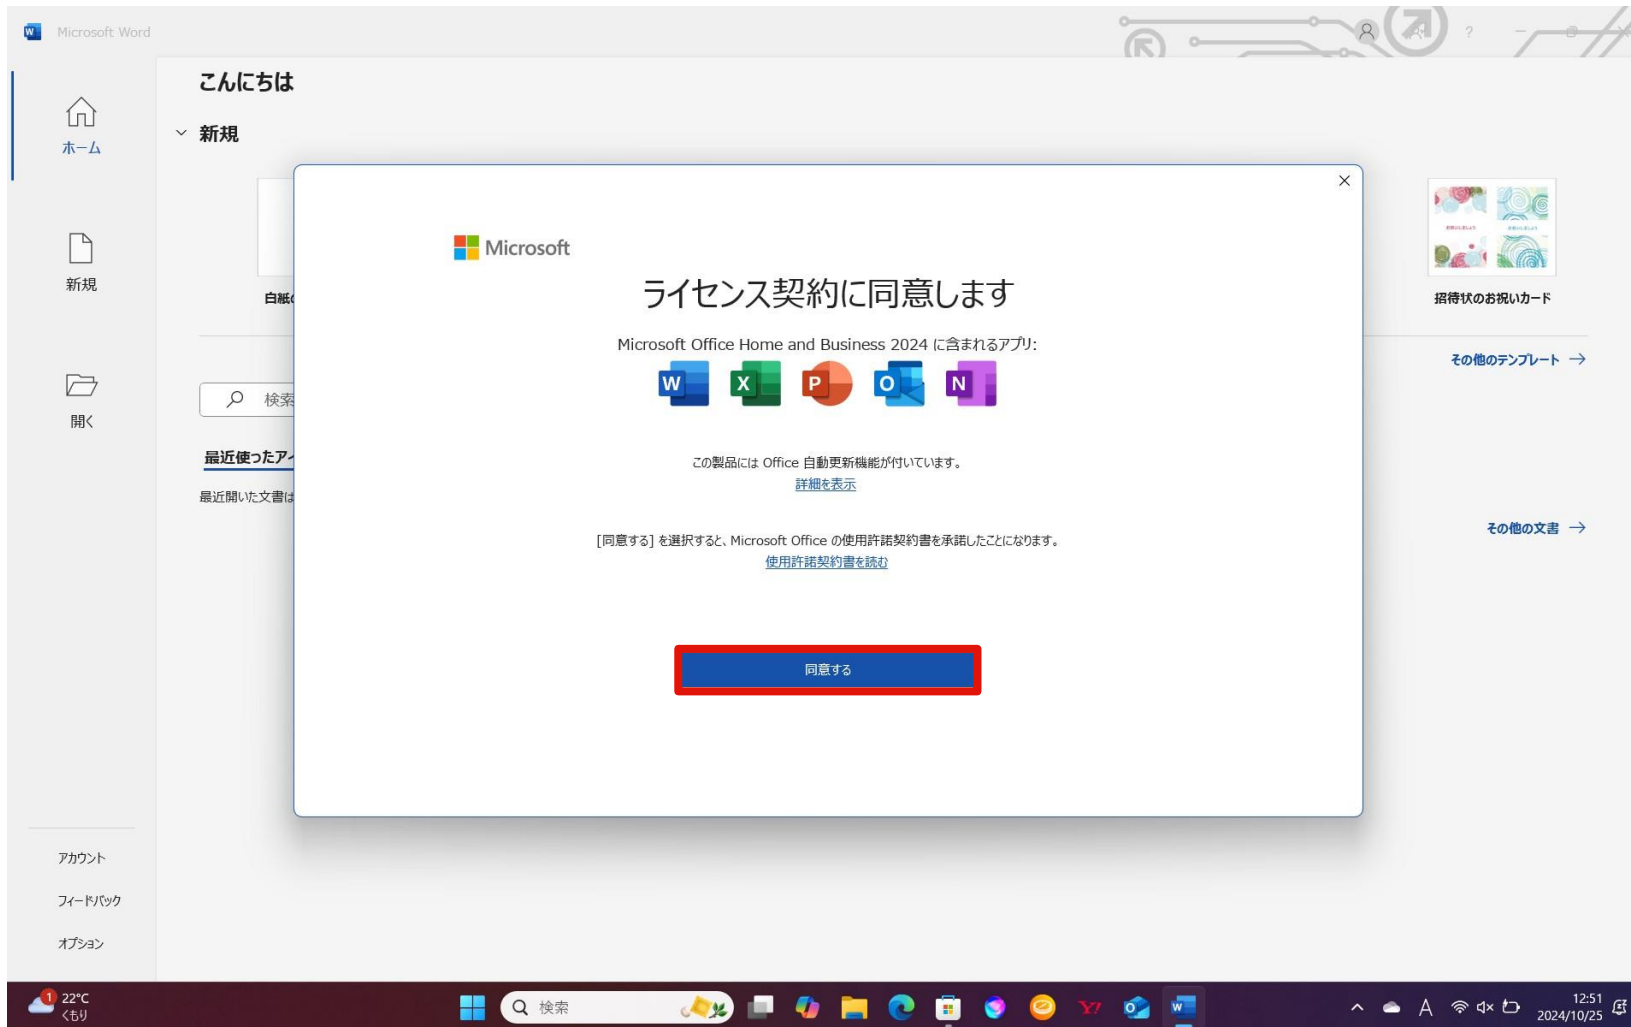 Microsoft Word
?
こんにちは
ホーム
新規
新規
白紙
開く
検索
最近使ったアイ
最近開いた文書は
Microsoft
ライセンス契約に同意します
Microsoft Office Home and Business 2024 に含まれるアプリ:
W X P O N
この製品には Office 自動更新機能が付いています。
詳細を表示
[同意する] を選択すると、Microsoft Office の使用許諾契約書を承諾したことになります。
使用許諾契約書を読む
同意する
招待状のお祝いカード
その他のテンプレート →
その他の文書 →
アカウント
フィードバック
オプション
1
22°C
くもり
検索
A
12:51
2024/10/25